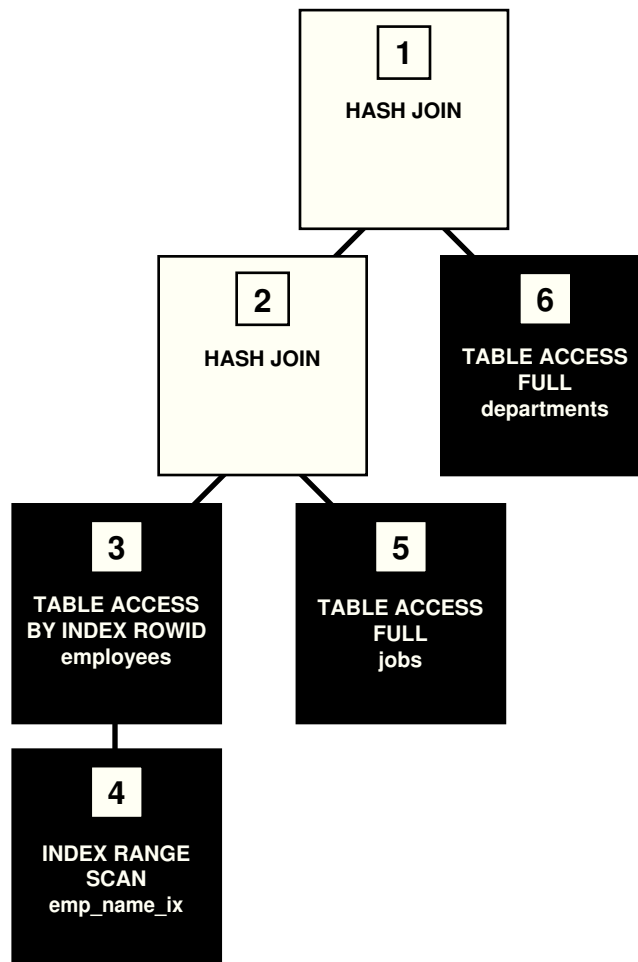 1
HASH JOIN
2
HASH JOIN
6
TABLE ACCESS
FULL
departments
3
TABLE ACCESS
BY INDEX ROWID
employees
5
TABLE ACCESS
FULL
jobs
4
INDEX RANGE
SCAN
emp_name_ix